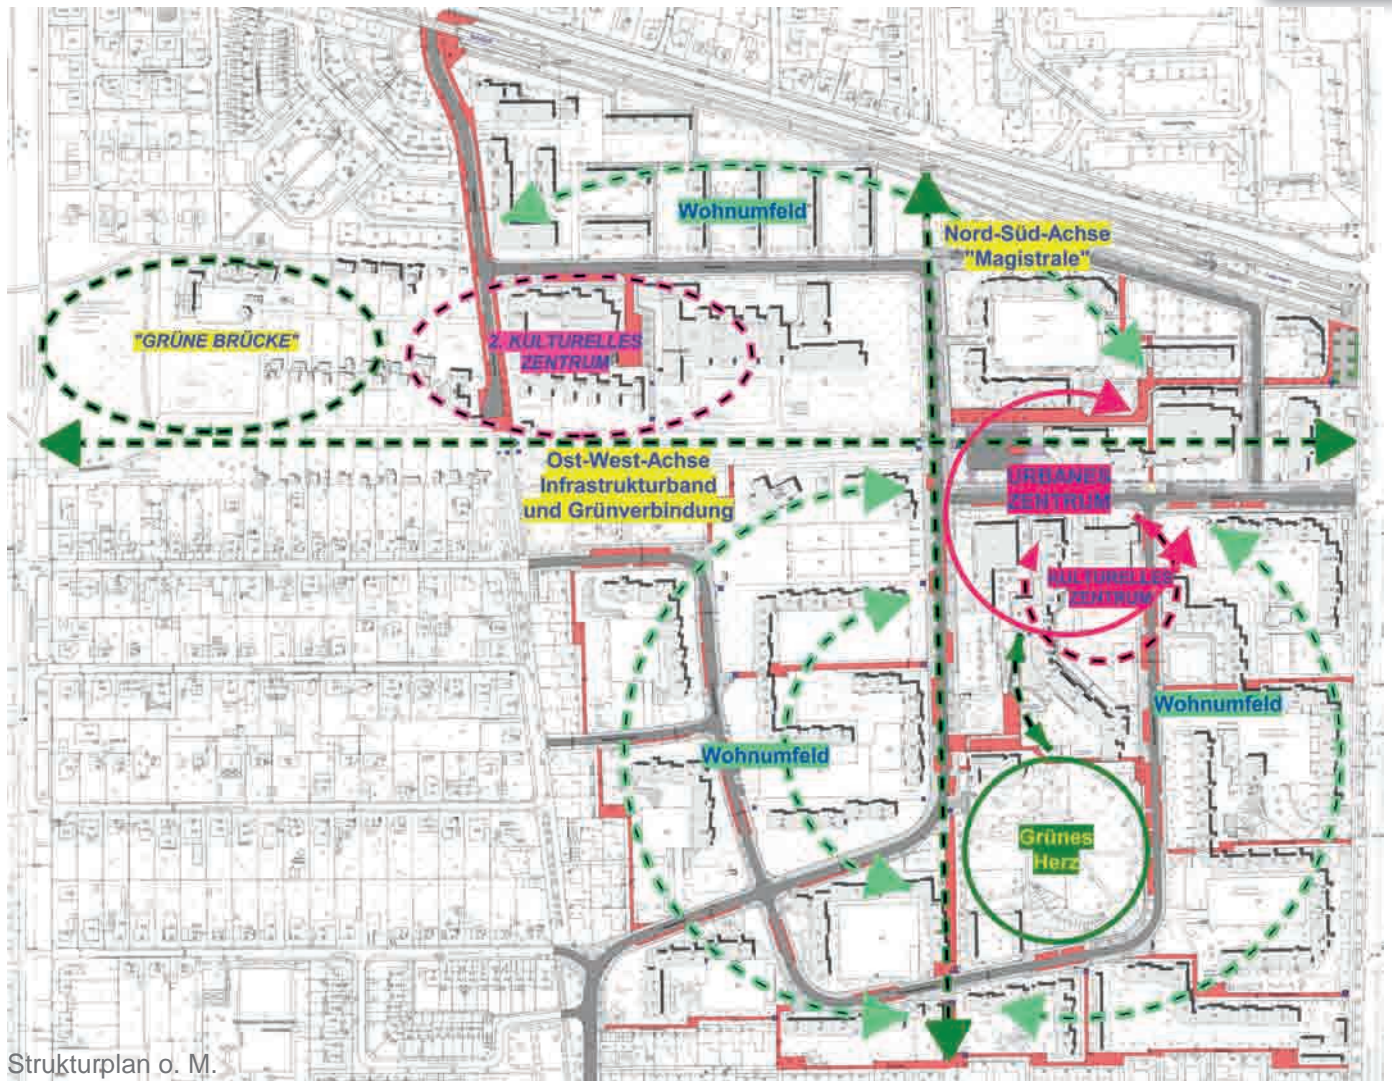 Wohnumfeld
Nord-Süd-Achse
"Magistrale"
"GRÜNE BRÜCKE"
2. KULTURELLES
ZENTRUM
Ost-West-Achse
Infrastrukturband
und Grünverbindung
URBANES
ZENTRUM
KULTURELLES
ZENTRUM
Wohnumfeld
Wohnumfeld
Grünes
Herz
Strukturplan o. M.